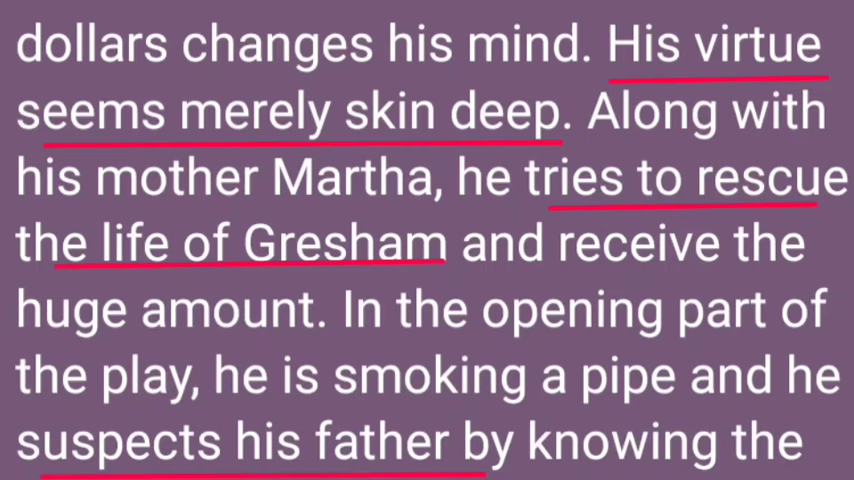 dollars changes his mind. His virtue
seems merely skin deep. Along with
his mother Martha, he tries to rescue
the life of Gresham and receive the
huge amount. In the opening part of
the play, he is smoking a pipe and he
suspects his father by knowing the